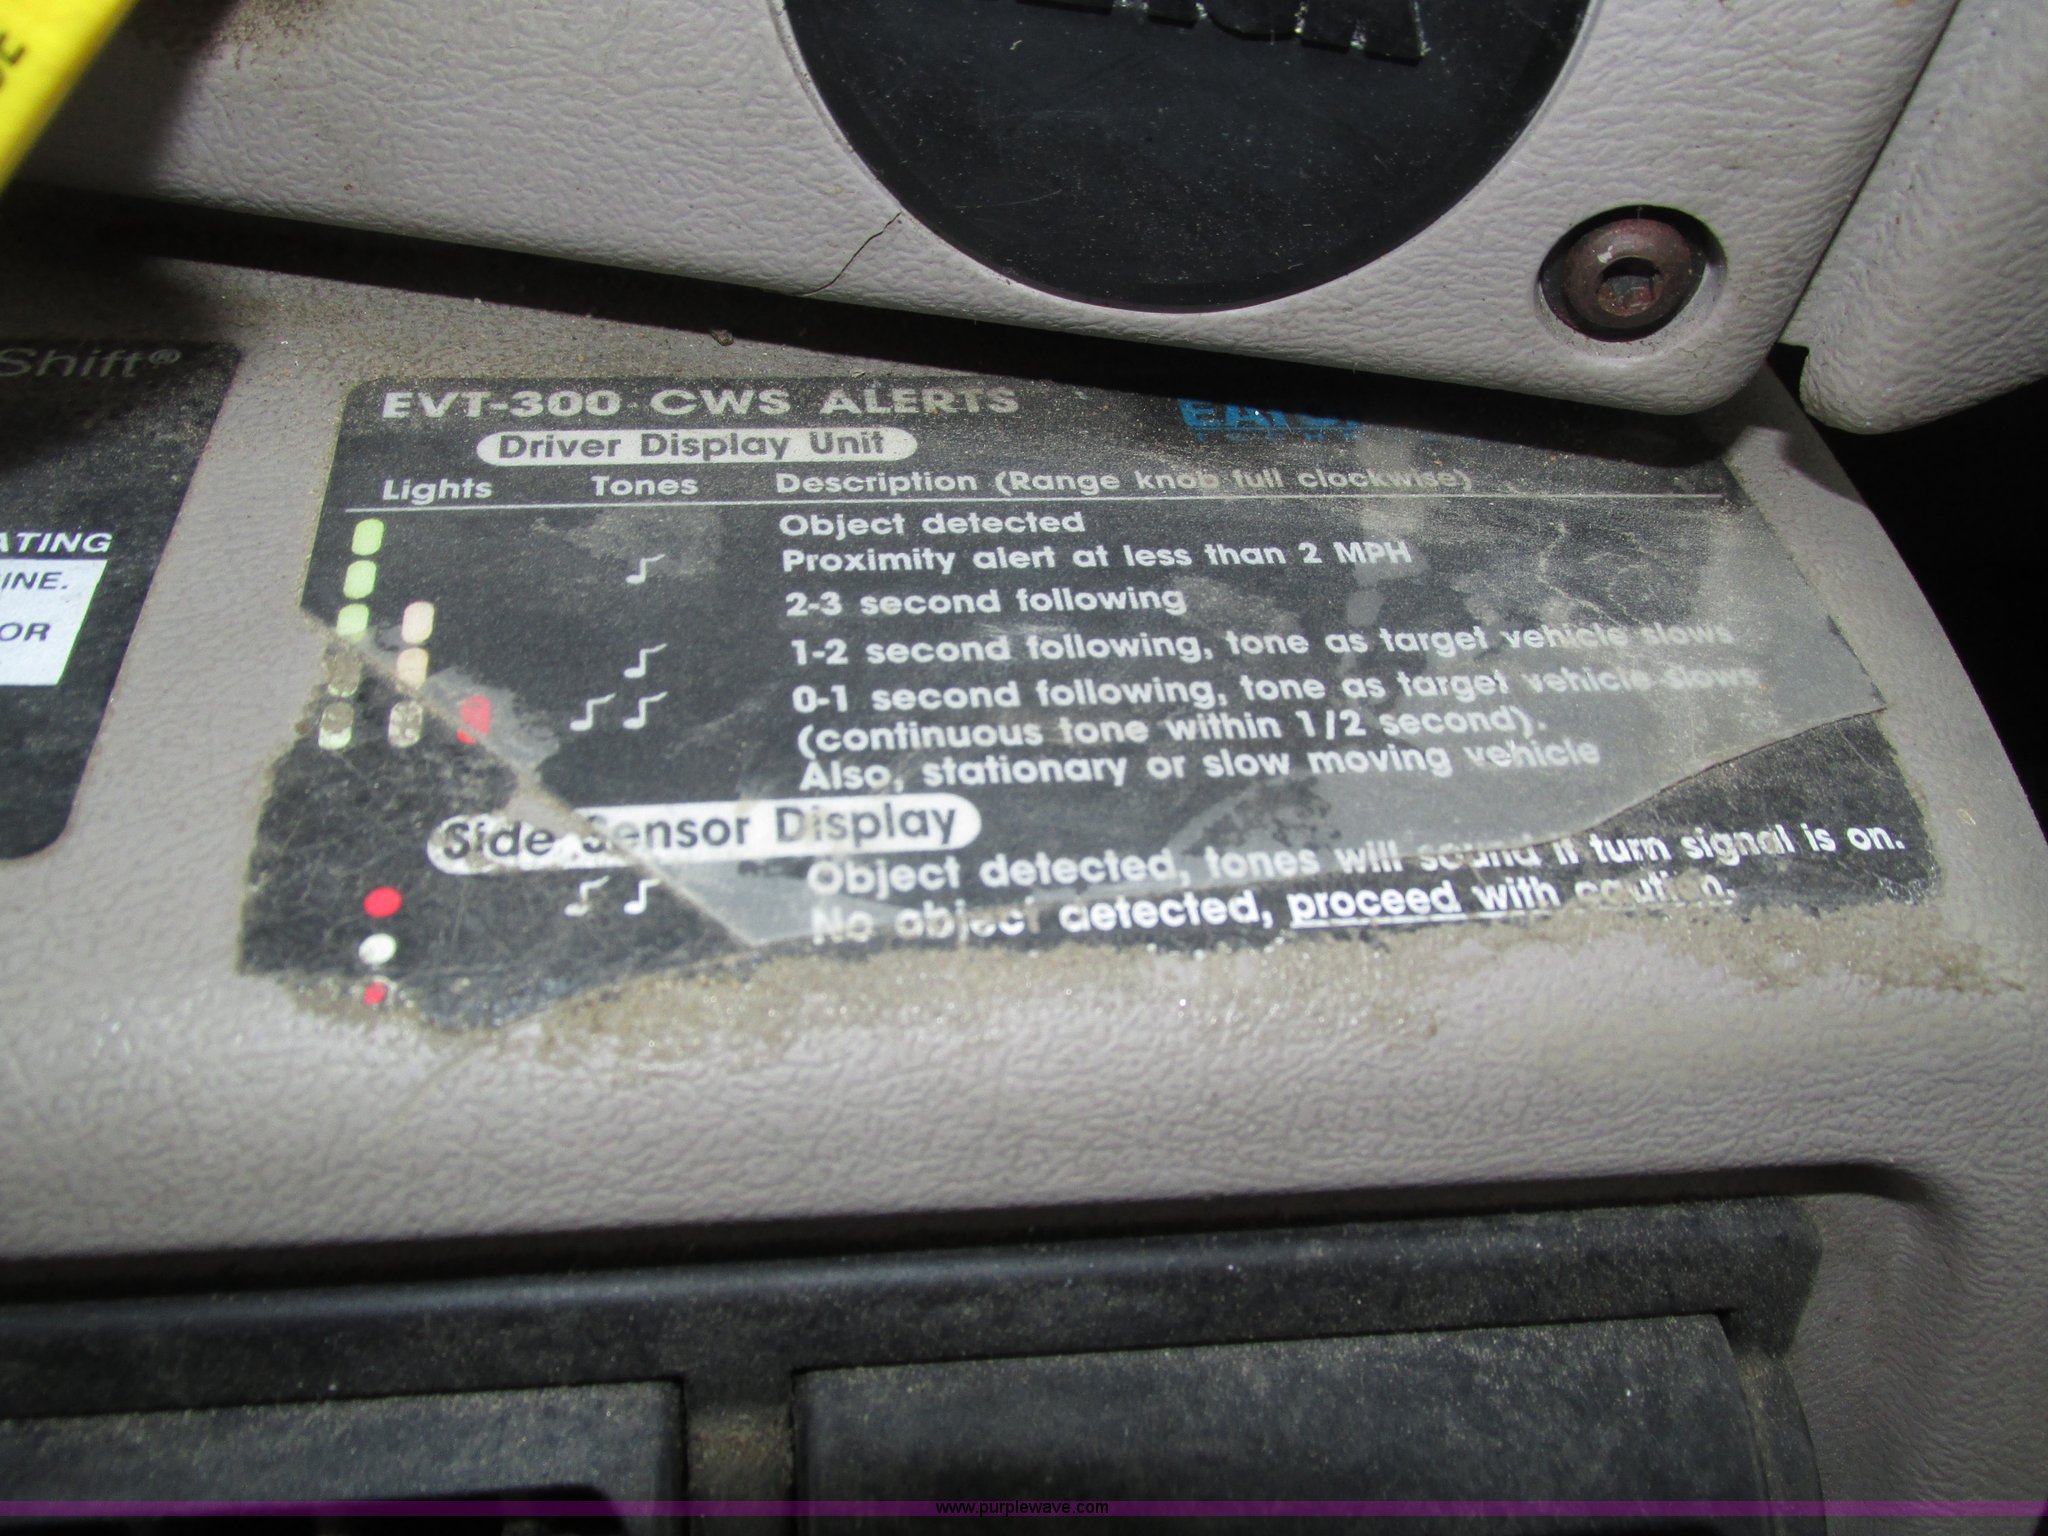 Shift®
ATING
INE.
OR
EVT-300 CWS ALERTS
Driver Display Unit
Lights Tones Description (Range knob full clockwise)
Object detected
Proximity alert at less than 2 MPH
2-3 second following
1-2 second following, tone as target vehicle slows
0-1 second following, tone as target vehicle slows
(continuous tone within 1/2 second).
Also, stationary or slow moving vehicle
Side Sensor Display
Object detected, tones will sound if turn signal is on.
No object detected, proceed with caution.
www.purplewave.com